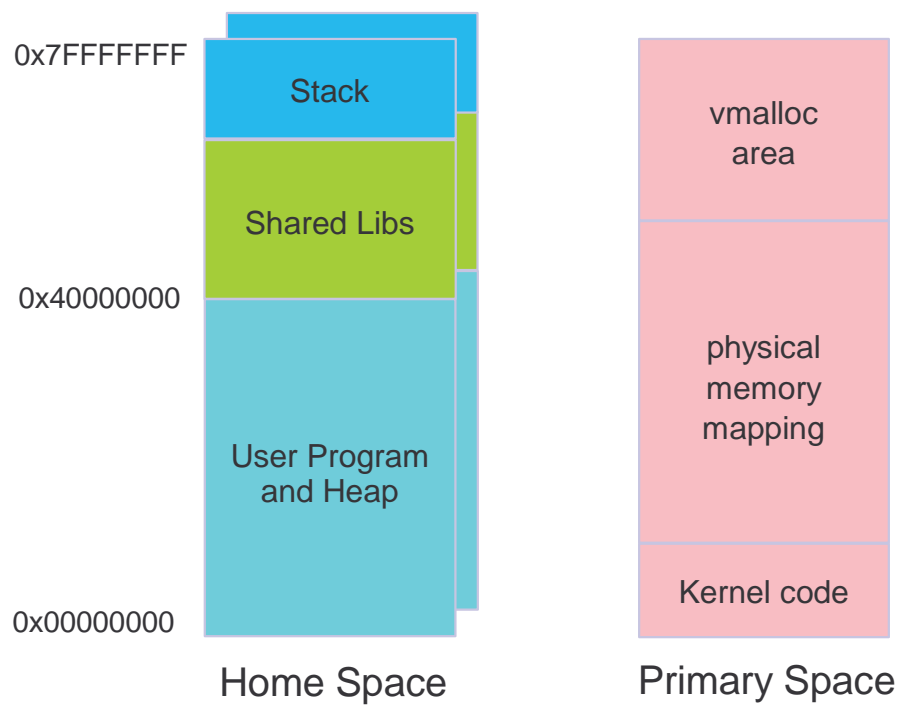 0x7FFFFFFF
Stack
Shared Libs
0x40000000
User Program
and Heap
0x00000000
Home Space
vmalloc
area
physical
memory
mapping
Kernel code
Primary Space